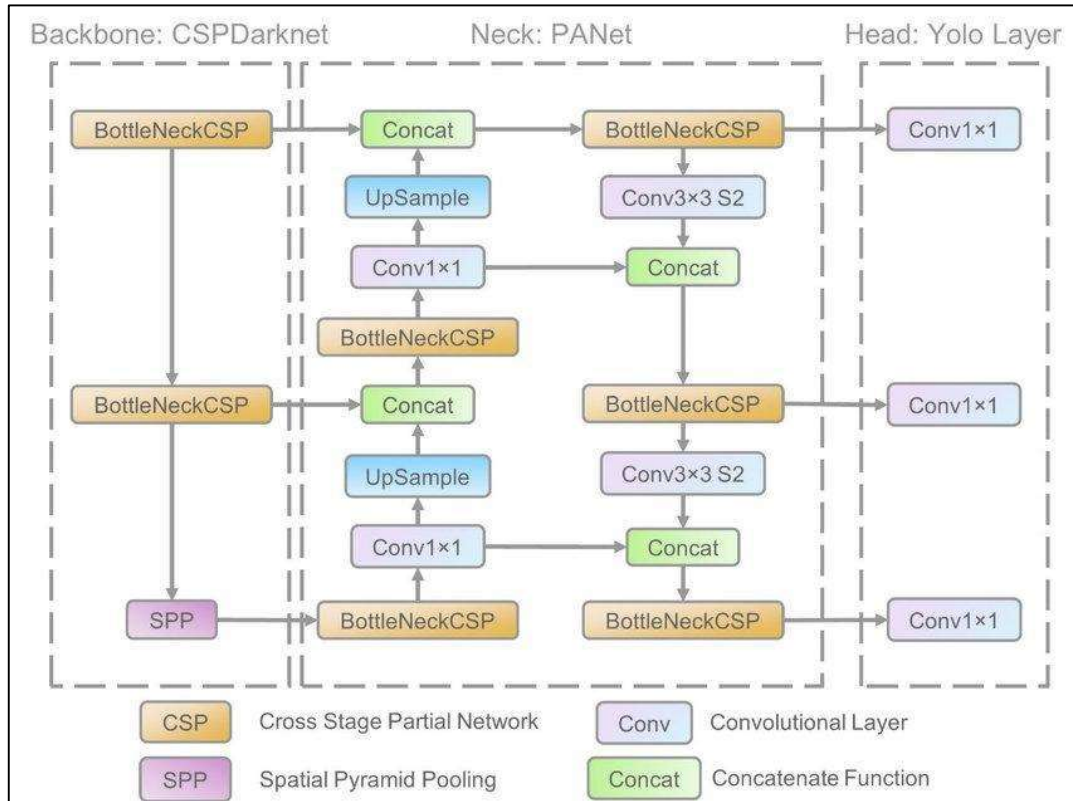 Backbone: CSPDarknet
Neck: PANet
Head: Yolo Layer
BottleNeckCSP
Concat
BottleNeckCSP
Conv1×1
UpSample
Conv3×3 S2
Conv1×1
Concat
BottleNeckCSP
BottleNeckCSP
Concat
BottleNeckCSP
Conv1×1
UpSample
Conv3×3 S2
Conv1×1
Concat
SPP
BottleNeckCSP
BottleNeckCSP
Conv1×1
CSP
Cross Stage Partial Network
Conv
Convolutional Layer
SPP
Spatial Pyramid Pooling
Concat
Concatenate Function